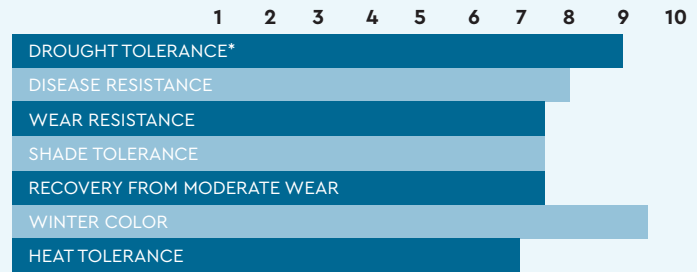 1 2 3 4 5 6 7 8 9 10
DROUGHT TOLERANCE*
DISEASE RESISTANCE
WEAR RESISTANCE
SHADE TOLERANCE
RECOVERY FROM MODERATE WEAR
WINTER COLOR
HEAT TOLERANCE